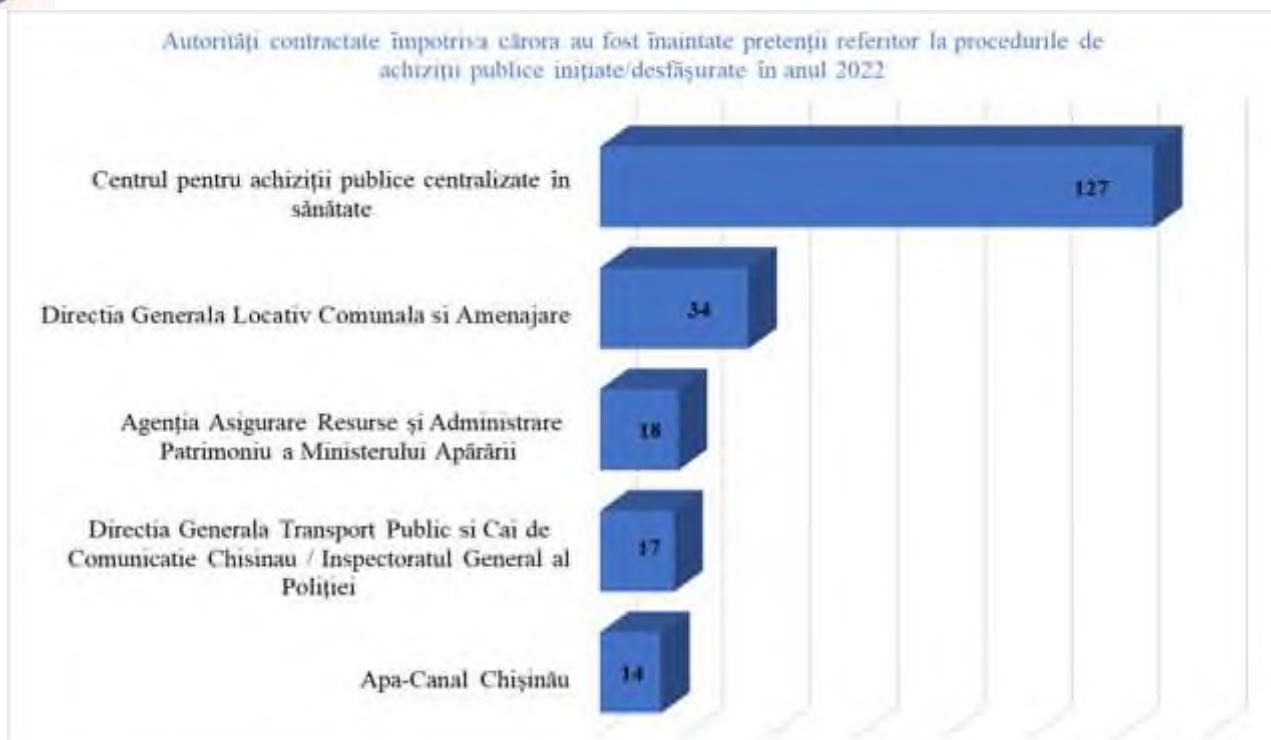 Autorități contractate împotriva cărora au fost înaintate pretenții referitor la procedurile de
achiziții publice inițiate/desfășurate în anul 2022
Centrul pentru achiziții publice centralizate în
sănătate
127
Directia Generala Locativ Comunala si Amenajare
34
Agenția Asigurare Resurse și Administrare
Patrimoniu a Ministerului Apărării
18
Directia Generala Transport Public si Cai de
Comunicatie Chisinau / Inspectoratul General al
Poliției
17
Apa-Canal Chișinău
14